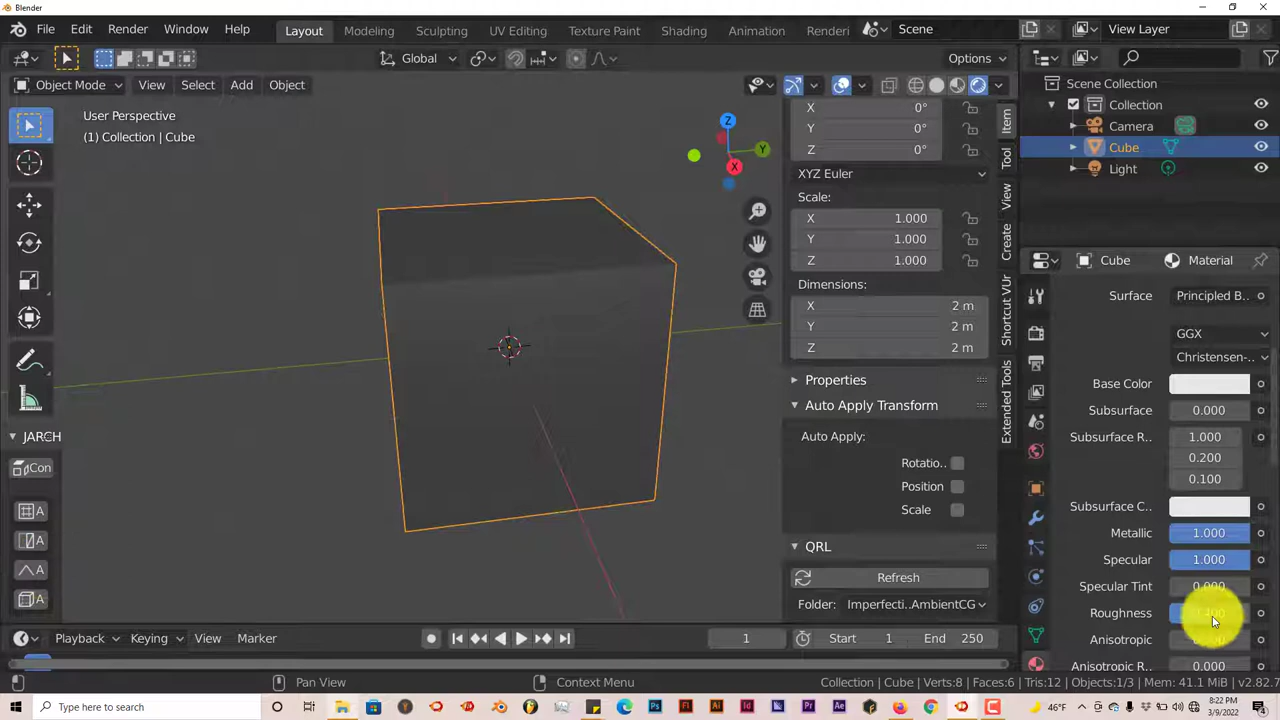 Blender
File Edit Render Window Help Layout Modeling Sculpting UV Editing Texture Paint Shading Animation Scene View Layer
Global Options
Object Mode View Select Add Object
User Perspective
(1) Collection | Cube
Scene Collection
Collection
Camera
Cube
Light
Z
Y
X
X 0°
Y 0°
Z 0°
XYZ Euler
Scale:
X 1.000
Y 1.000
Z 1.000
Dimensions:
X 2 m
Y 2 m
Z 2 m
Properties
Auto Apply Transform
Auto Apply:
Rotatio..
Position
Scale
QRL
Refresh
Folder: Imperfecti..AmbientCG
Item
Tool
View
Create
Shortcut VUr
Extended Tools
JARCH
Con
A
A
A
A
Cube Material
Surface Principled B..
GGX
Christensen-..
Base Color
Subsurface 0.000
Subsurface R.. 1.000
0.200
0.100
Subsurface C..
Metallic 1.000
Specular 1.000
Specular Tint 0.000
Roughness
Anisotropic
Anisotropic R.. 0.000
Playback Keying View Marker 1 Start 1 End 250
Pan View Context Menu Collection | Cube | Verts:8 | Faces:6 | Tris:12 | Objects:1/3 | Mem: 41.1 MiB | v2.82.7
Type here to search
46°F
8:22 PM
3/9/2022